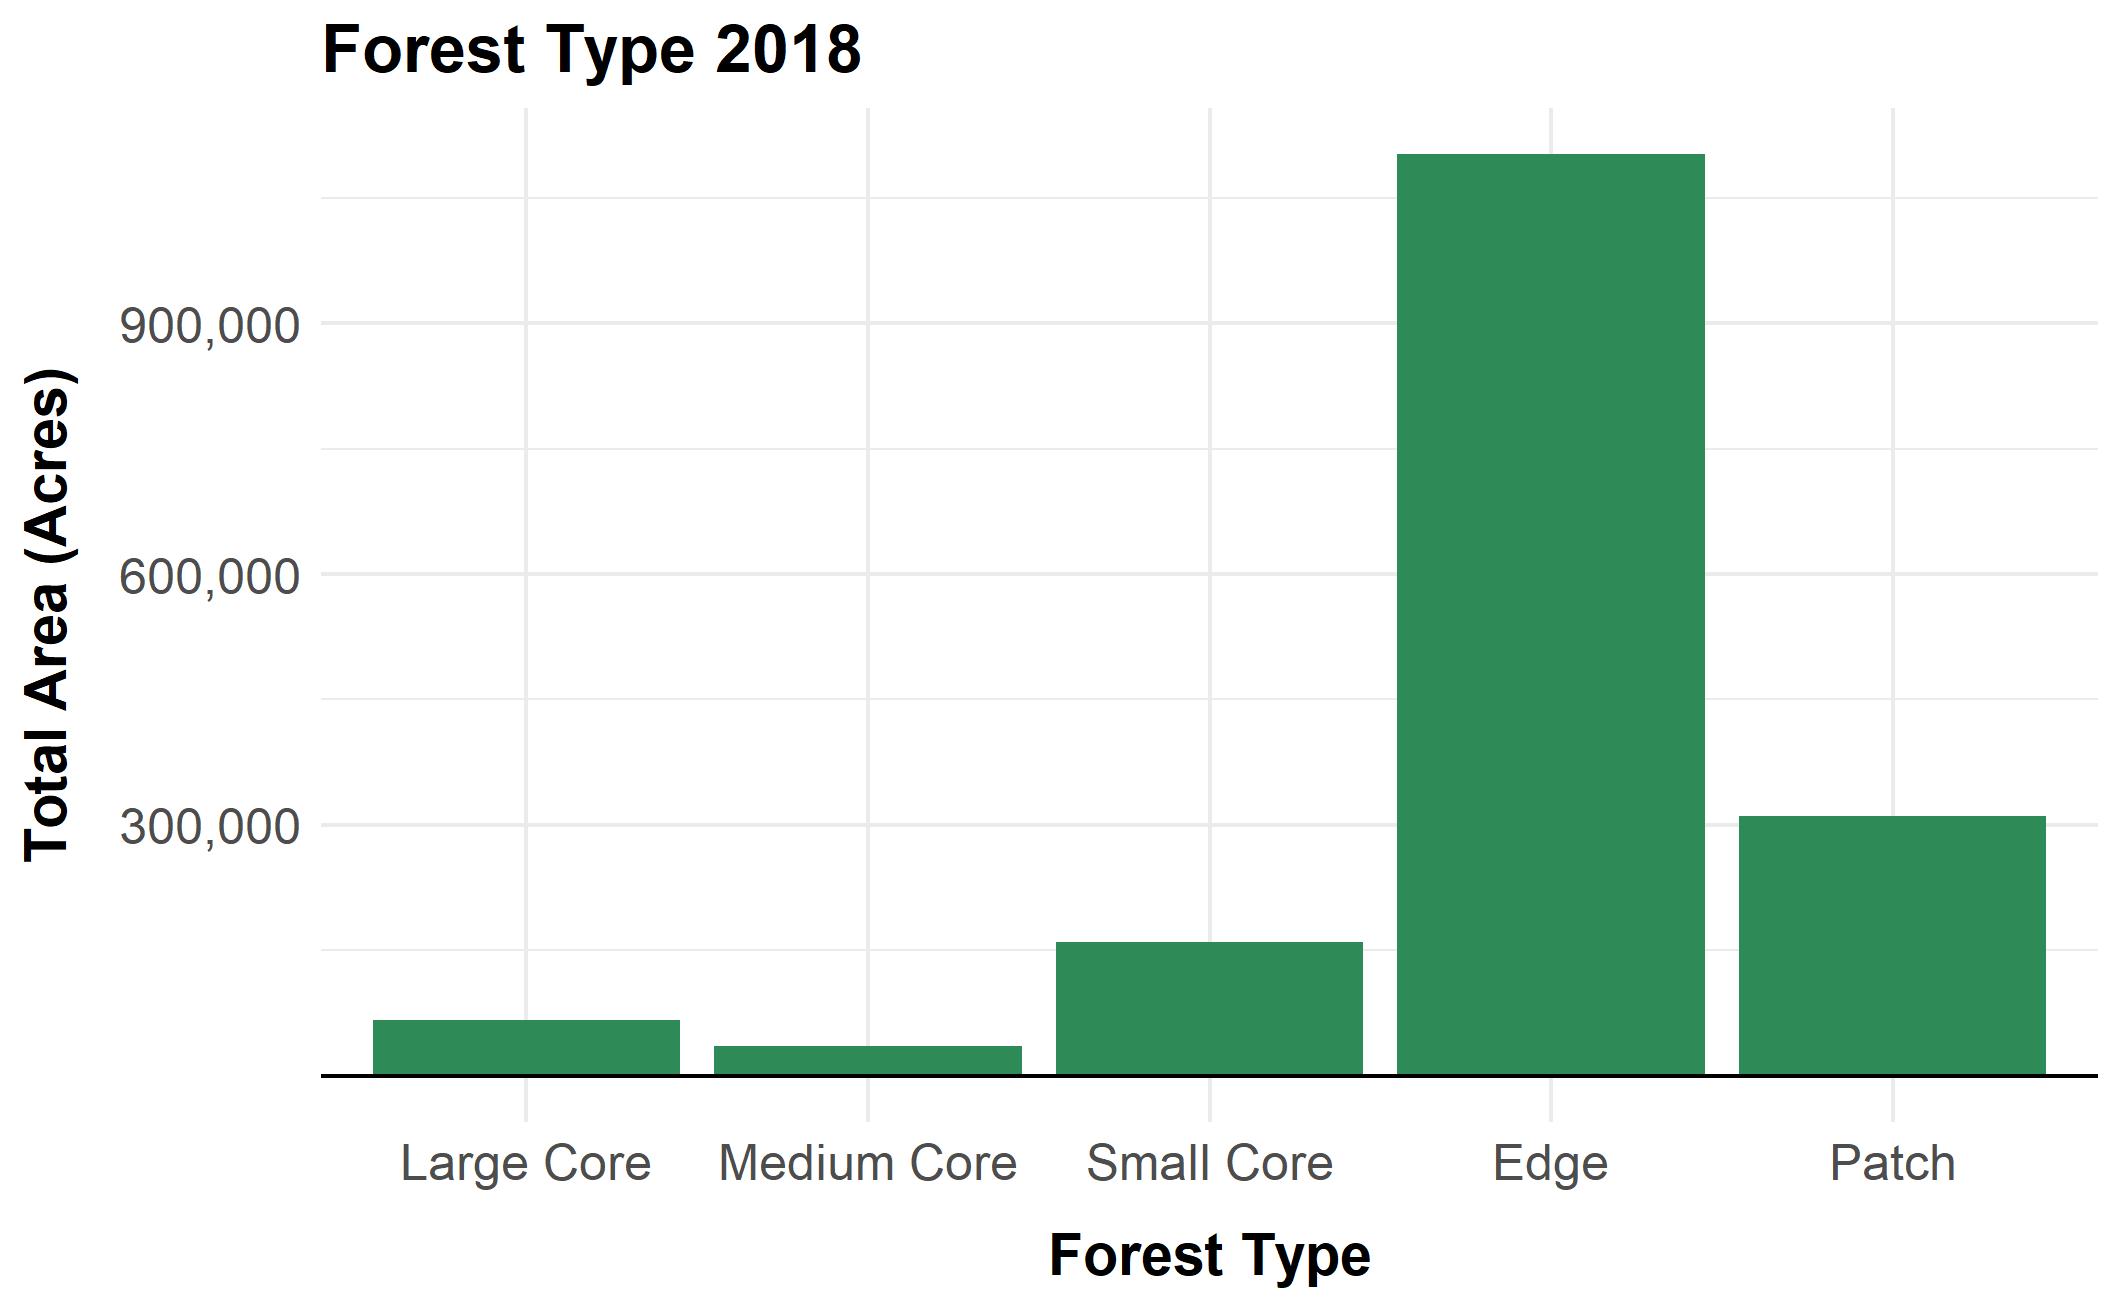 Forest Type 2018
Total Area (Acres)
900,000
600,000
300,000
Large Core
Medium Core
Small Core
Edge
Patch
Forest Type